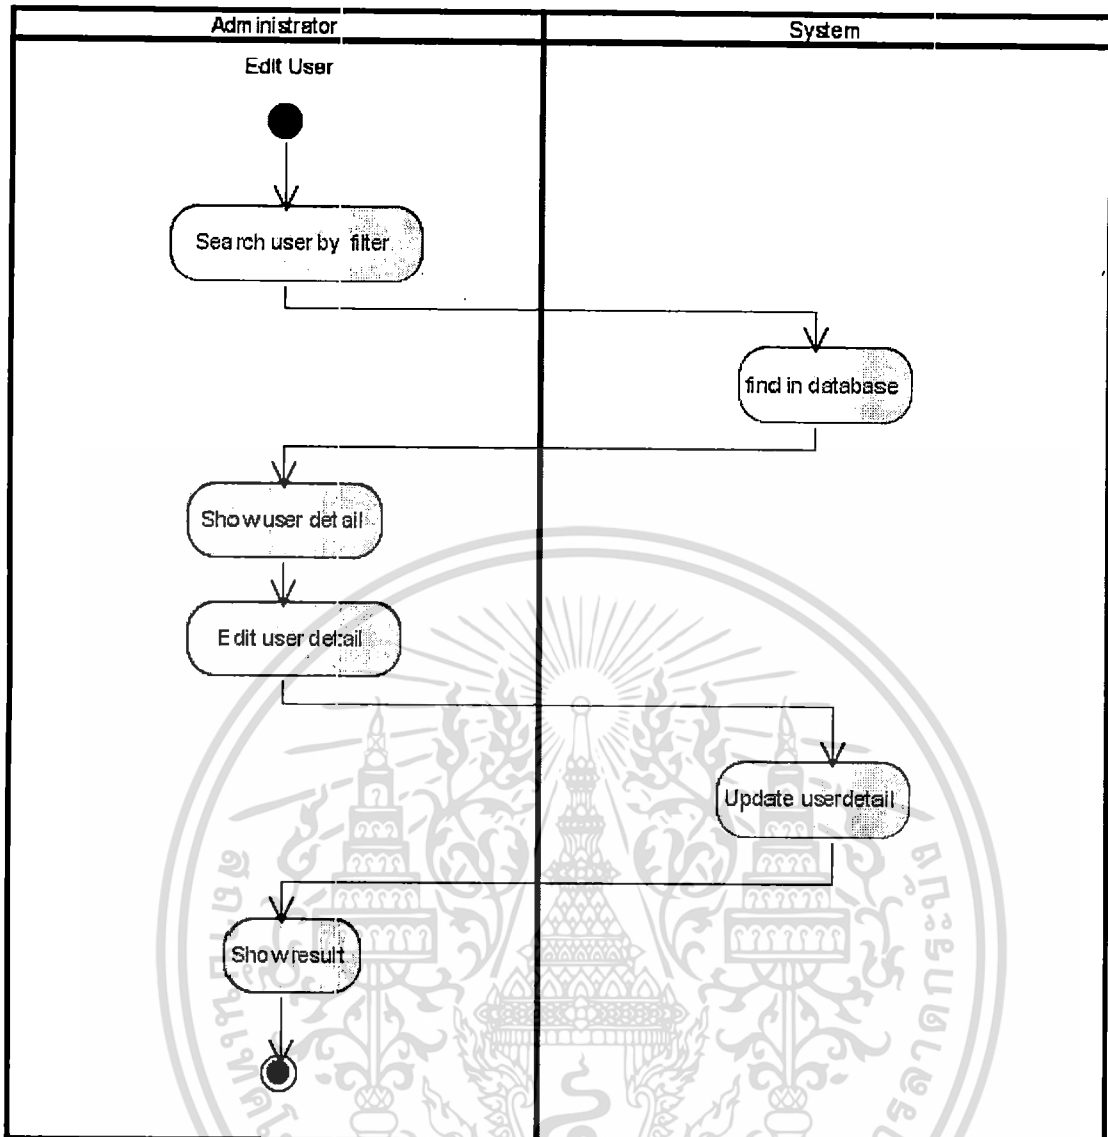 Administrator
System
Edit User
Search user by filter
find in database
Show user detail
Edit user detail
Update userdetail
Show result